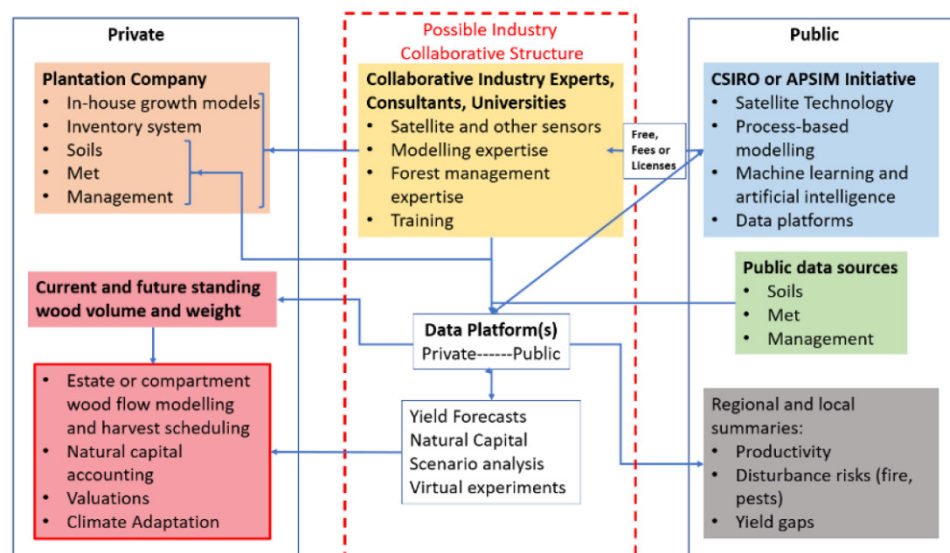 Private
Plantation Company
• In-house growth models
• Inventory system
• Soils
• Met
• Management
Current and future standing
wood volume and weight
• Estate or compartment
wood flow modelling
and harvest scheduling
• Natural capital
accounting
• Valuations
• Climate Adaptation
Possible Industry
Collaborative Structure
Collaborative Industry Experts,
Consultants, Universities
• Satellite and other sensors
• Modelling expertise
• Forest management
expertise
• Training
Free,
Fees or
Licenses
Data Platform(s)
Private------Public
Yield Forecasts
Natural Capital
Scenario analysis
Virtual experiments
Public
CSIRO or APSIM Initiative
• Satellite Technology
• Process-based
modelling
• Machine learning and
artificial intelligence
• Data platforms
Public data sources
• Soils
• Met
• Management
Regional and local
summaries:
• Productivity
• Disturbance risks (fire,
pests)
• Yield gaps